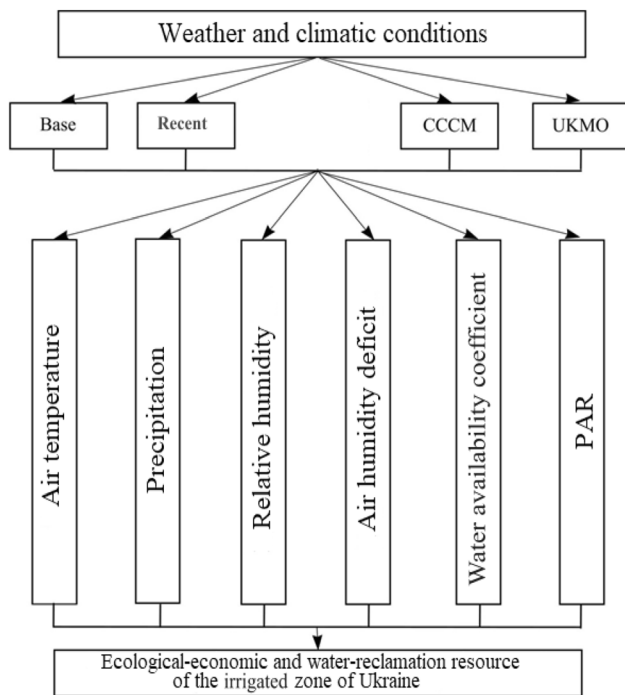 Weather and climatic conditions
Base
Recent
CCCM
UKMO
Air temperature
Precipitation
Relative humidity
Air humidity deficit
Water availability coefficient
PAR
Ecological-economic and water-reclamation resource
of the irrigated zone of Ukraine